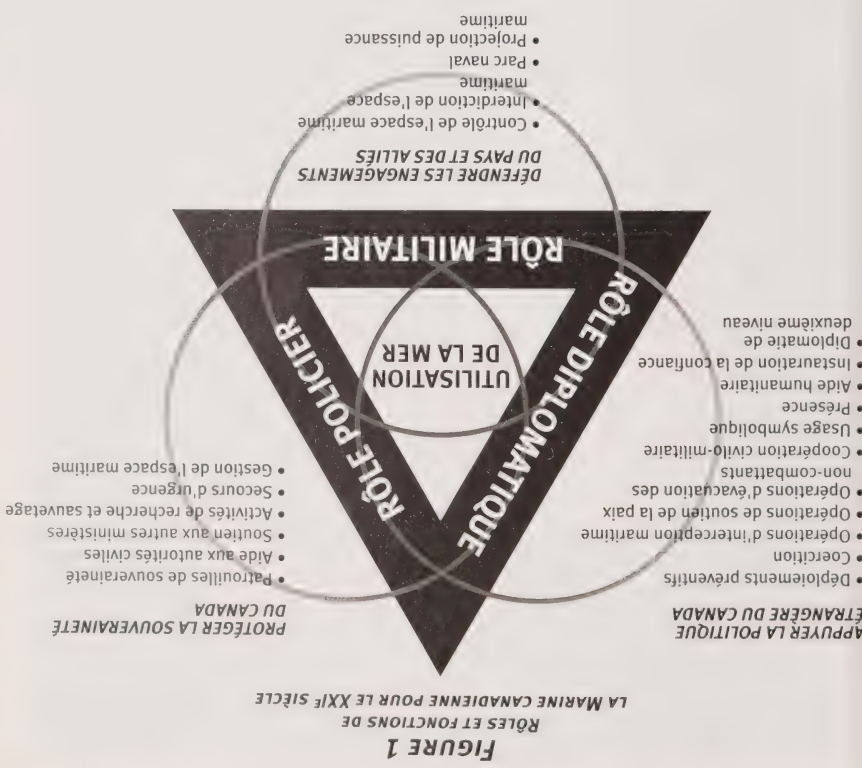 FIGURE 1
RÔLES ET FONCTIONS DE
LA MARINE CANADIENNE POUR LE XXIᴱ SIÈCLE
APPUYER LA POLITIQUE
ÉTRANGÈRE DU CANADA
• Déploiements préventifs
• Coercition
• Opérations d'interception maritime
• Opérations de soutien de la paix
• Opérations d'évacuation des
non-combattants
• Coopération civilo-militaire
• Usage symbolique
• Présence
• Aide humanitaire
• Instauration de la confiance
• Diplomatie de
deuxième niveau
PROTÉGER LA SOUVERAINETÉ
DU CANADA
• Patrouilles de souveraineté
• Aide aux autorités civiles
• Soutien aux autres ministères
• Activités de recherche et sauvetage
• Secours d'urgence
• Gestion de l'espace maritime
RÔLE DIPLOMATIQUE
RÔLE POLICIER
UTILISATION
DE LA MER
RÔLE MILITAIRE
DÉFENDRE LES ENGAGEMENTS
DU PAYS ET DES ALLIÉS
• Contrôle de l'espace maritime
• Interdiction de l'espace
maritime
• Parc naval
• Projection de puissance
maritime